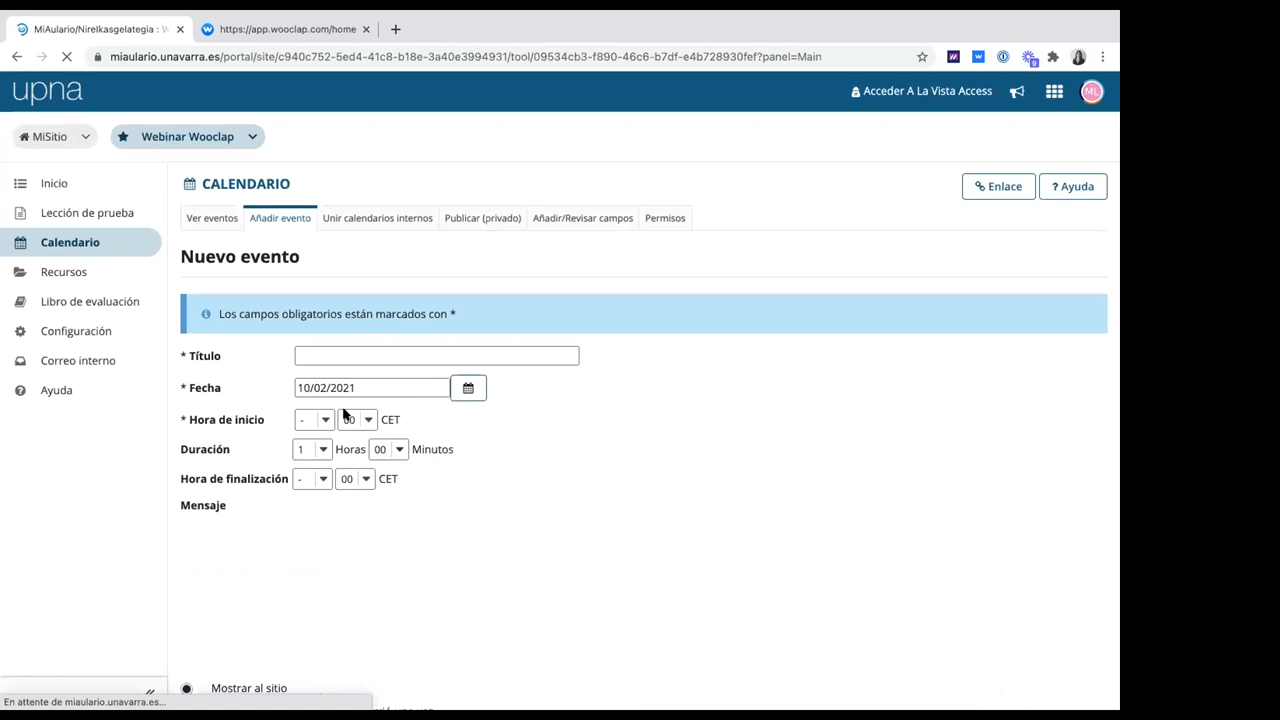 MiAulario/Nirelkasgelategia :
https://app.wooclap.com/home
miaulario.unavarra.es/portal/site/c940c752-5ed4-41c8-b18e-3a40e3994931/tool/09534cb3-f890-46c6-b7df-e4b728930fef?panel=Main
upna
Acceder A La Vista Access
ML
MiSitio
Webinar Wooclap
Inicio
Lección de prueba
Calendario
Recursos
Libro de evaluación
Configuración
Correo interno
Ayuda
CALENDARIO
Enlace
? Ayuda
Ver eventos Añadir evento Unir calendarios internos Publicar (privado) Añadir/Revisar campos Permisos
Nuevo evento
Los campos obligatorios están marcados con *
* Título
* Fecha 10/02/2021
* Hora de inicio - 00 CET
Duración 1 Horas 00 Minutos
Hora de finalización - 00 CET
Mensaje
Mostrar al sitio
En attente de miaulario.unavarra.es...